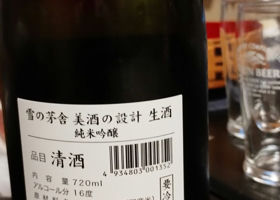 雪の茅舎 美酒の設計 生酒
純米吟醸
品目 清酒
4 934803 001352
内 容 量 720ml
アルコール分 16度
要冷
N BEER